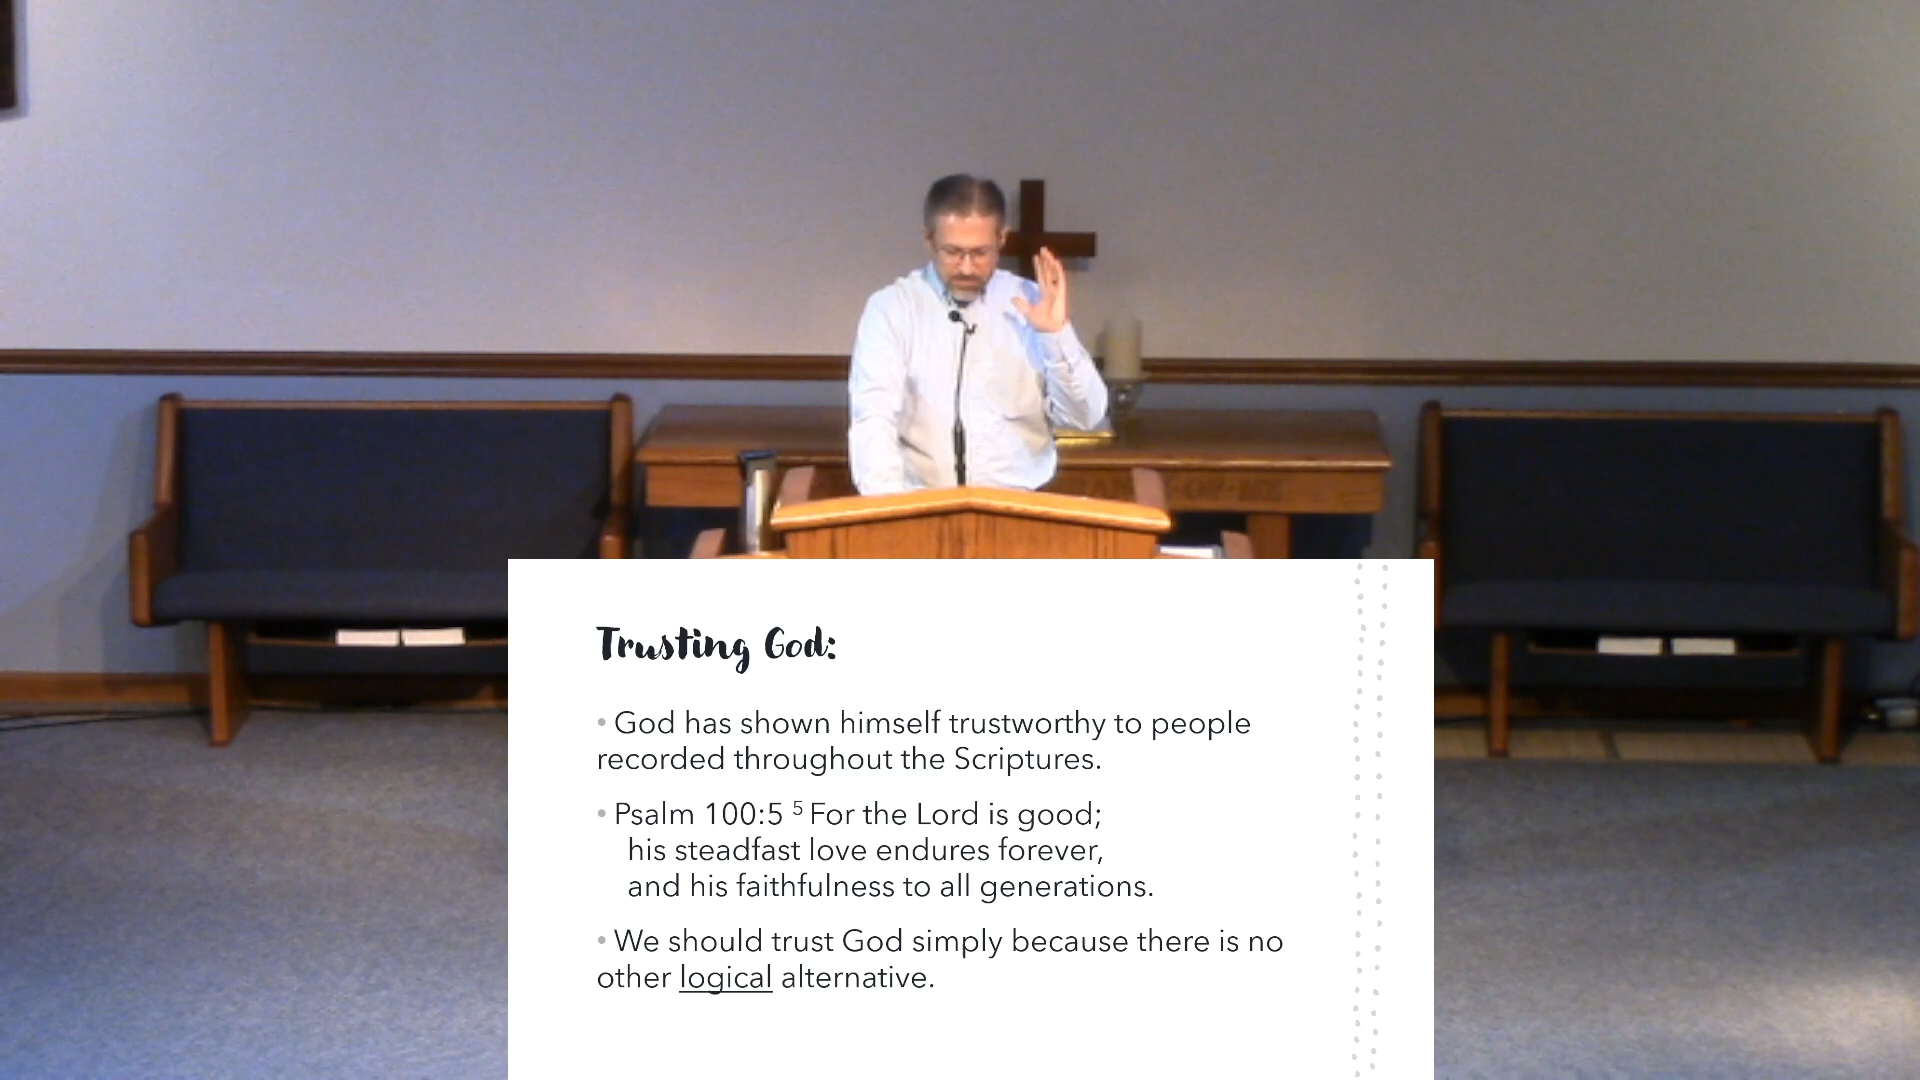 OF·ME
Trusting God:
• God has shown himself trustworthy to people
recorded throughout the Scriptures.
• Psalm 100:5 ⁵ For the Lord is good;
his steadfast love endures forever,
and his faithfulness to all generations.
• We should trust God simply because there is no
other logical alternative.